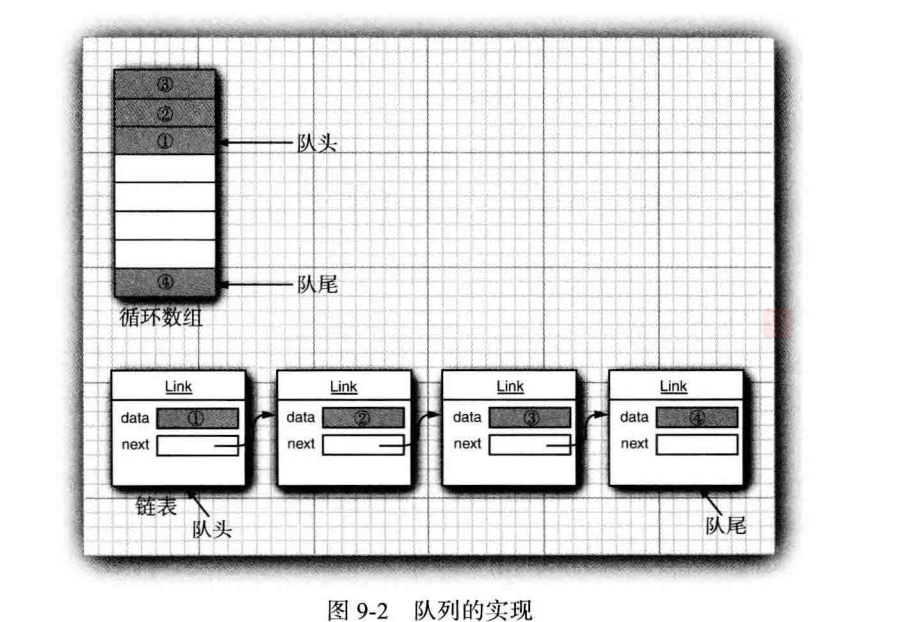 ③
②
①
队头
④
队尾
循环数组
Link
data ①
next
Link
data ②
next
Link
data ③
next
Link
data ④
next
链表
队头
队尾
图 9-2 队列的实现